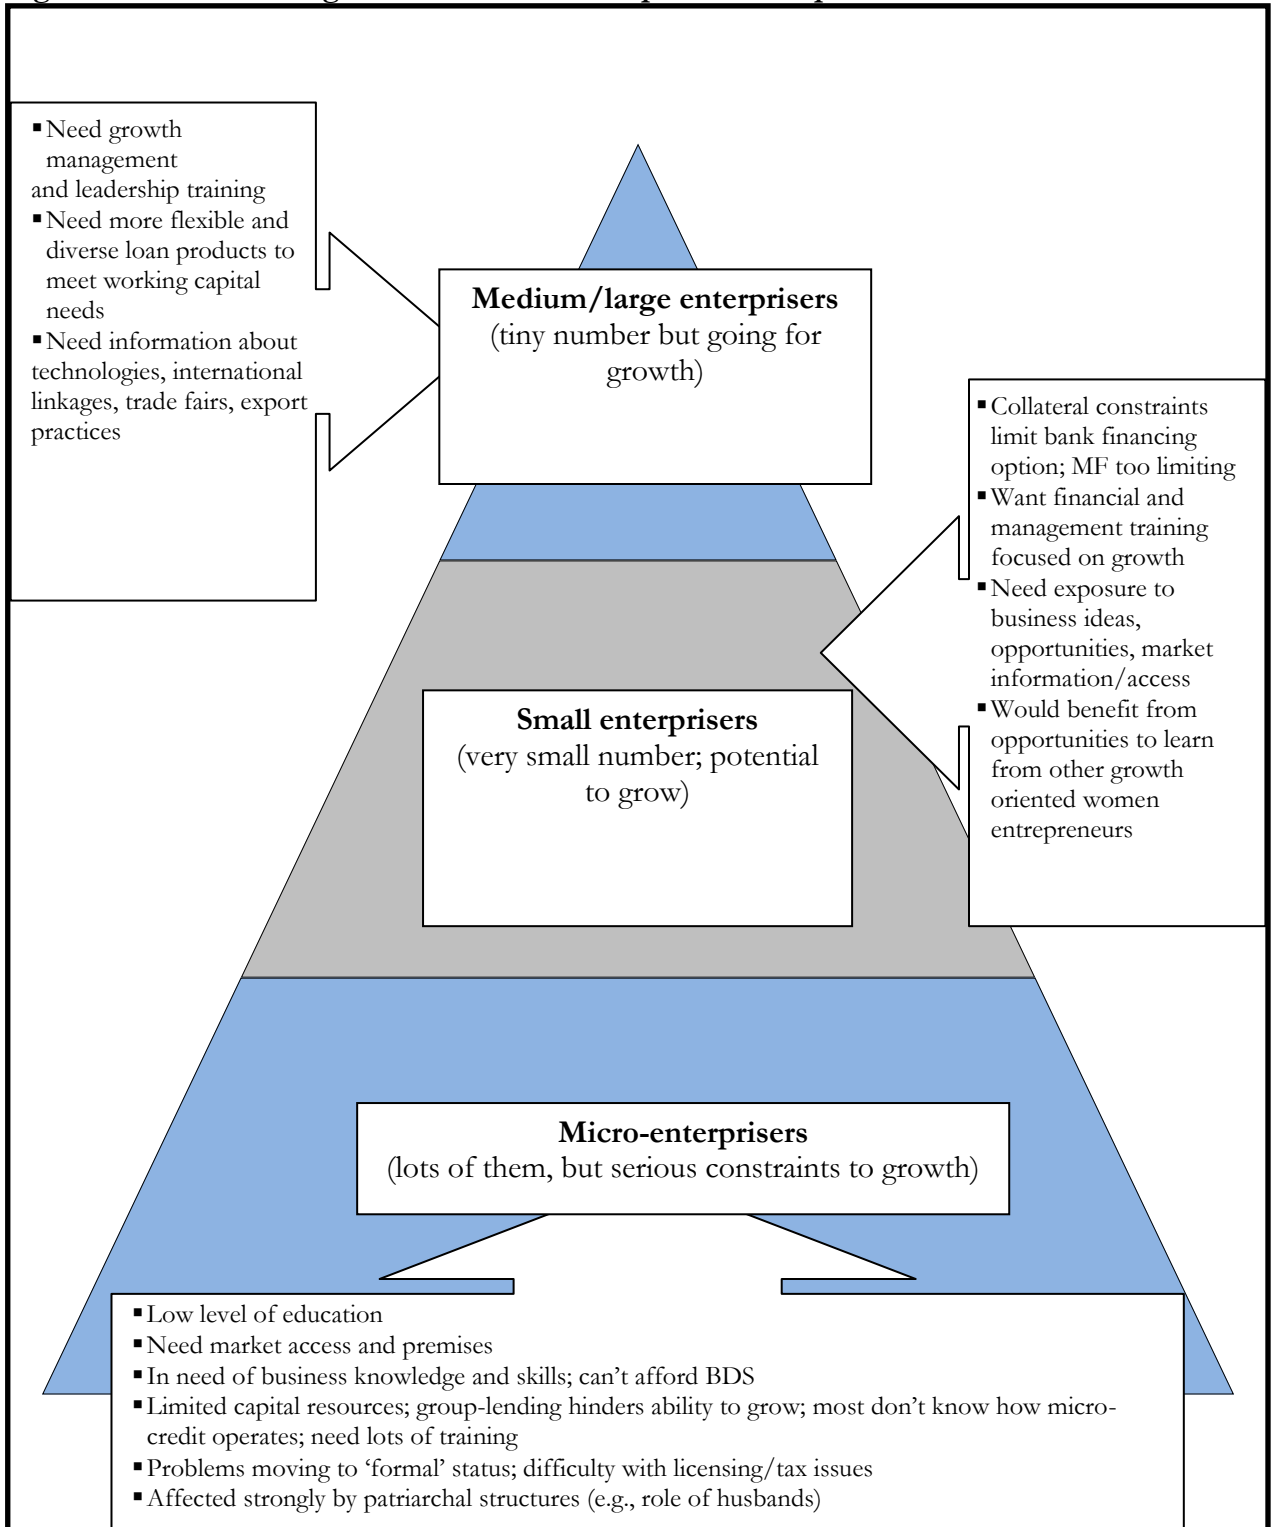 ▪ Need growth
management
and leadership training
▪ Need more flexible and
diverse loan products to
meet working capital
needs
▪ Need information about
technologies, international
linkages, trade fairs, export
practices
Medium/large enterprisers
(tiny number but going for
growth)
▪ Collateral constraints
limit bank financing
option; MF too limiting
▪ Want financial and
management training
focused on growth
▪ Need exposure to
business ideas,
opportunities, market
information/access
▪ Would benefit from
opportunities to learn
from other growth
oriented women
entrepreneurs
Small enterprisers
(very small number; potential
to grow)
Micro-enterprisers
(lots of them, but serious constraints to growth)
▪ Low level of education
▪ Need market access and premises
▪ In need of business knowledge and skills; can’t afford BDS
▪ Limited capital resources; group-lending hinders ability to grow; most don’t know how micro-
credit operates; need lots of training
▪ Problems moving to ‘formal’ status; difficulty with licensing/tax issues
▪ Affected strongly by patriarchal structures (e.g., role of husbands)